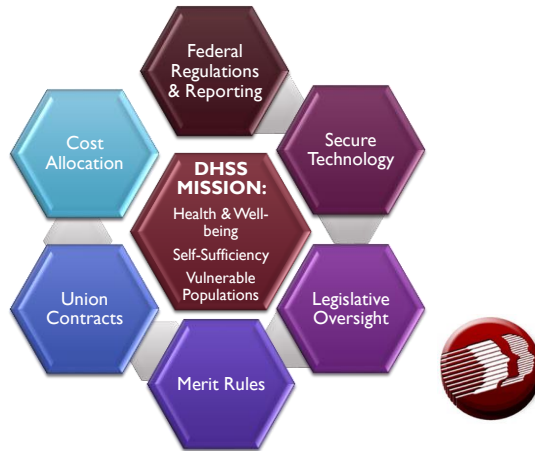 Federal
Regulations
& Reporting
Secure
Technology
Legislative
Oversight
Merit Rules
Union
Contracts
Cost
Allocation
DHSS
MISSION:
Health & Well-
being
Self-Sufficiency
Vulnerable
Populations